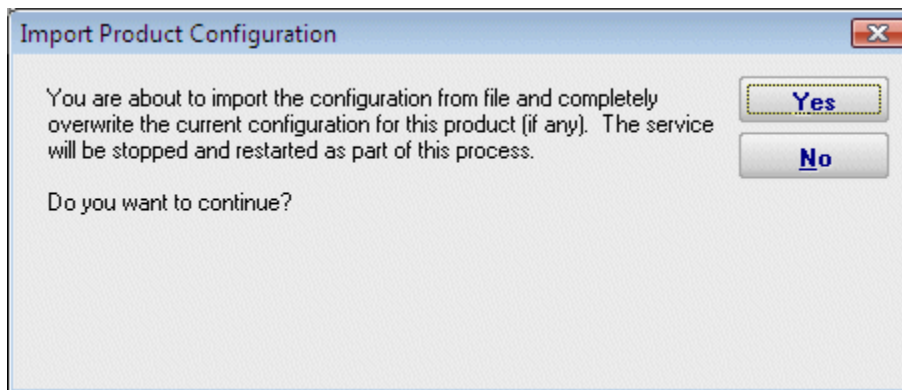 Import Product Configuration
You are about to import the configuration from file and completely
overwrite the current configuration for this product (if any). The service
will be stopped and restarted as part of this process.
Do you want to continue?
Yes
No